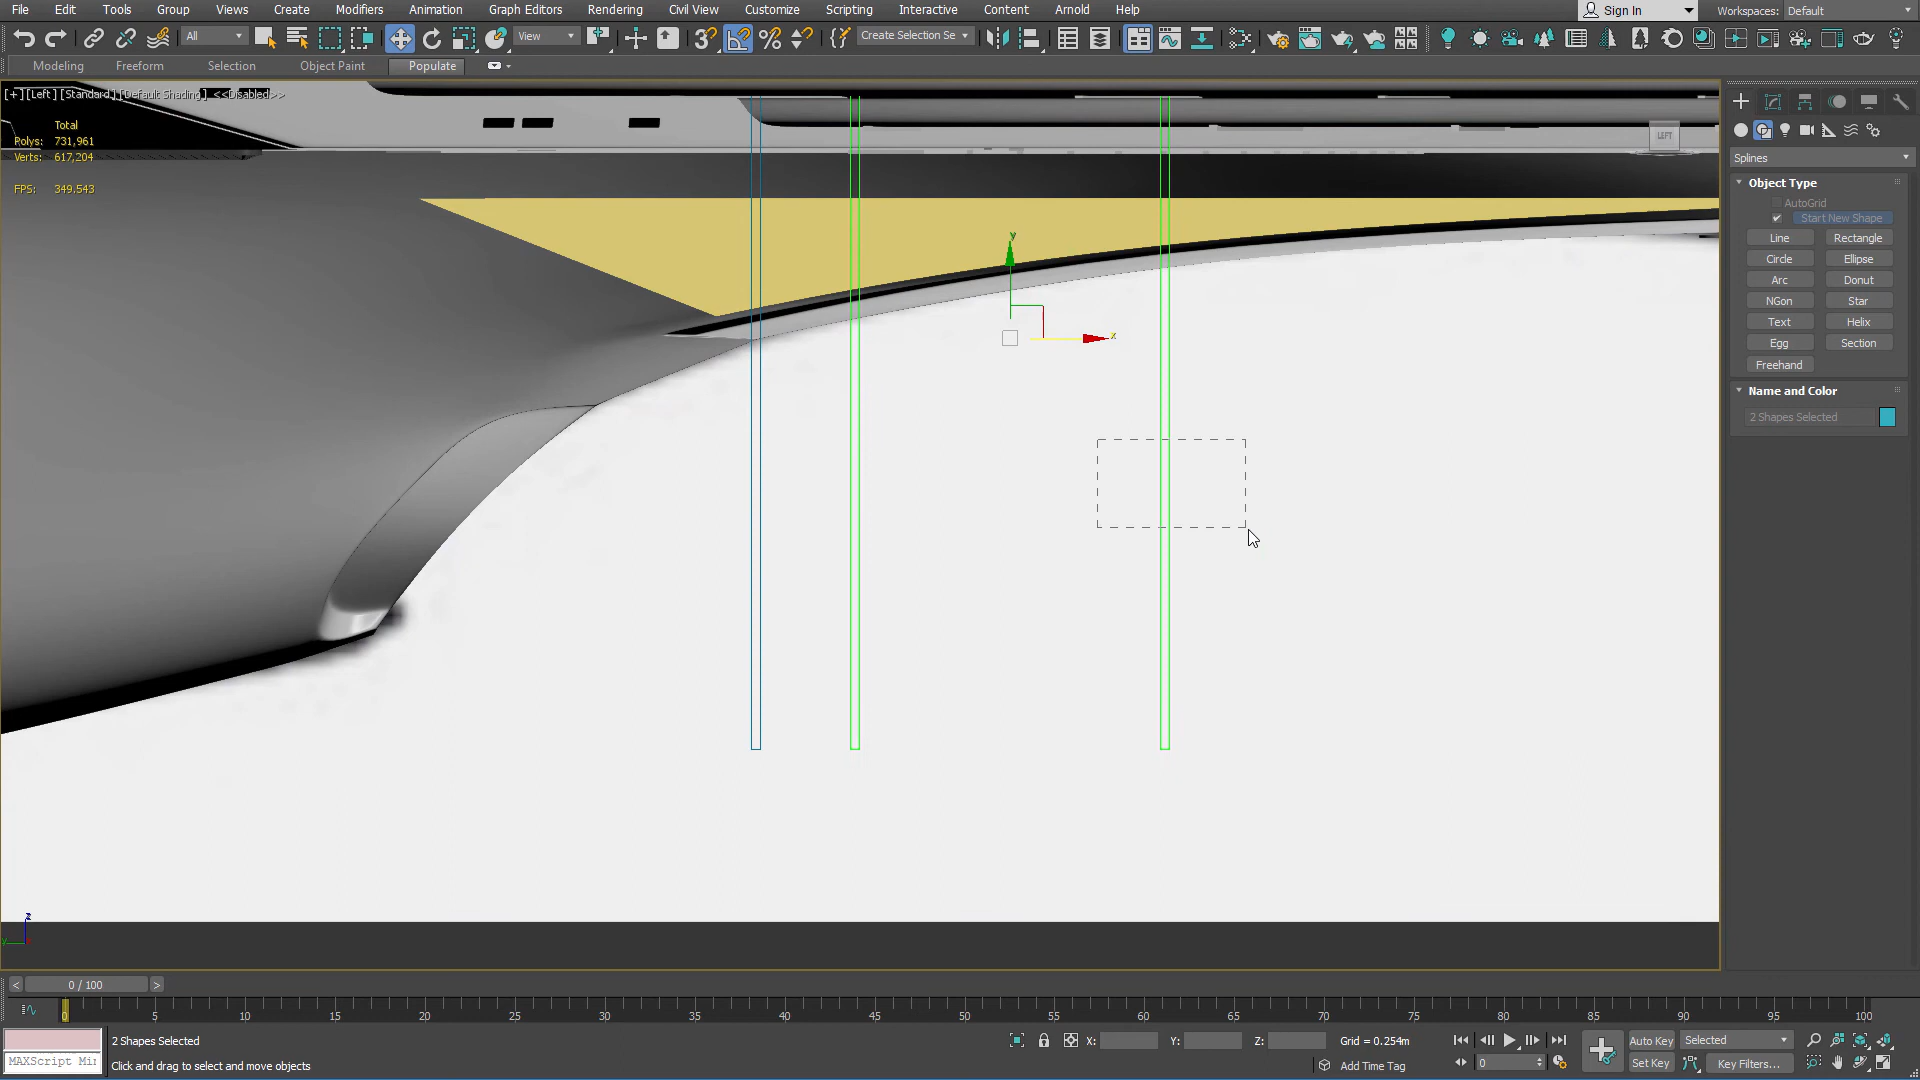 File Edit Tools Group Views Create Modifiers Animation Graph Editors Rendering Civil View Customize Scripting Interactive Content Arnold Help Sign In Workspaces: Default
All View Create Selection Se
Modeling Freeform Selection Object Paint Populate
[+] [Left] [Standard] [Default Shading] <<Disabled>>
Total
Polys: 731,961
Verts: 617,204
FPS: 349.543
LEFT
y
x
z
y
Splines
Object Type
AutoGrid
Start New Shape
Line Rectangle
Circle Ellipse
Arc Donut
NGon Star
Text Helix
Egg Section
Freehand
Name and Color
2 Shapes Selected
< 0 / 100 >
0 5 10 15 20 25 30 35 40 45 50 55 60 65 70 75 80 85 90 95 100
2 Shapes Selected X: Y: Z: Grid = 0.254m Auto Key Selected
MAXScript Mir Click and drag to select and move objects Add Time Tag 0 Set Key Key Filters...